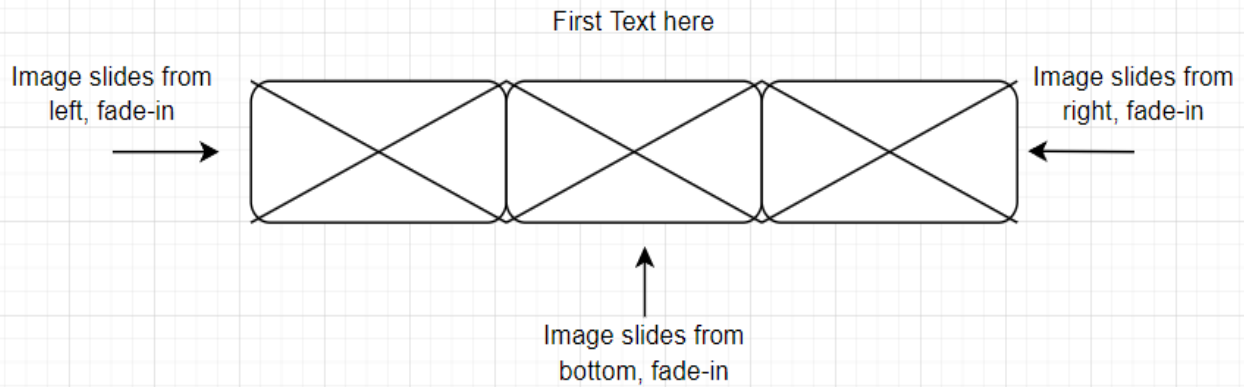 First Text here
Image slides from
left, fade-in
Image slides from
right, fade-in
Image slides from
bottom, fade-in